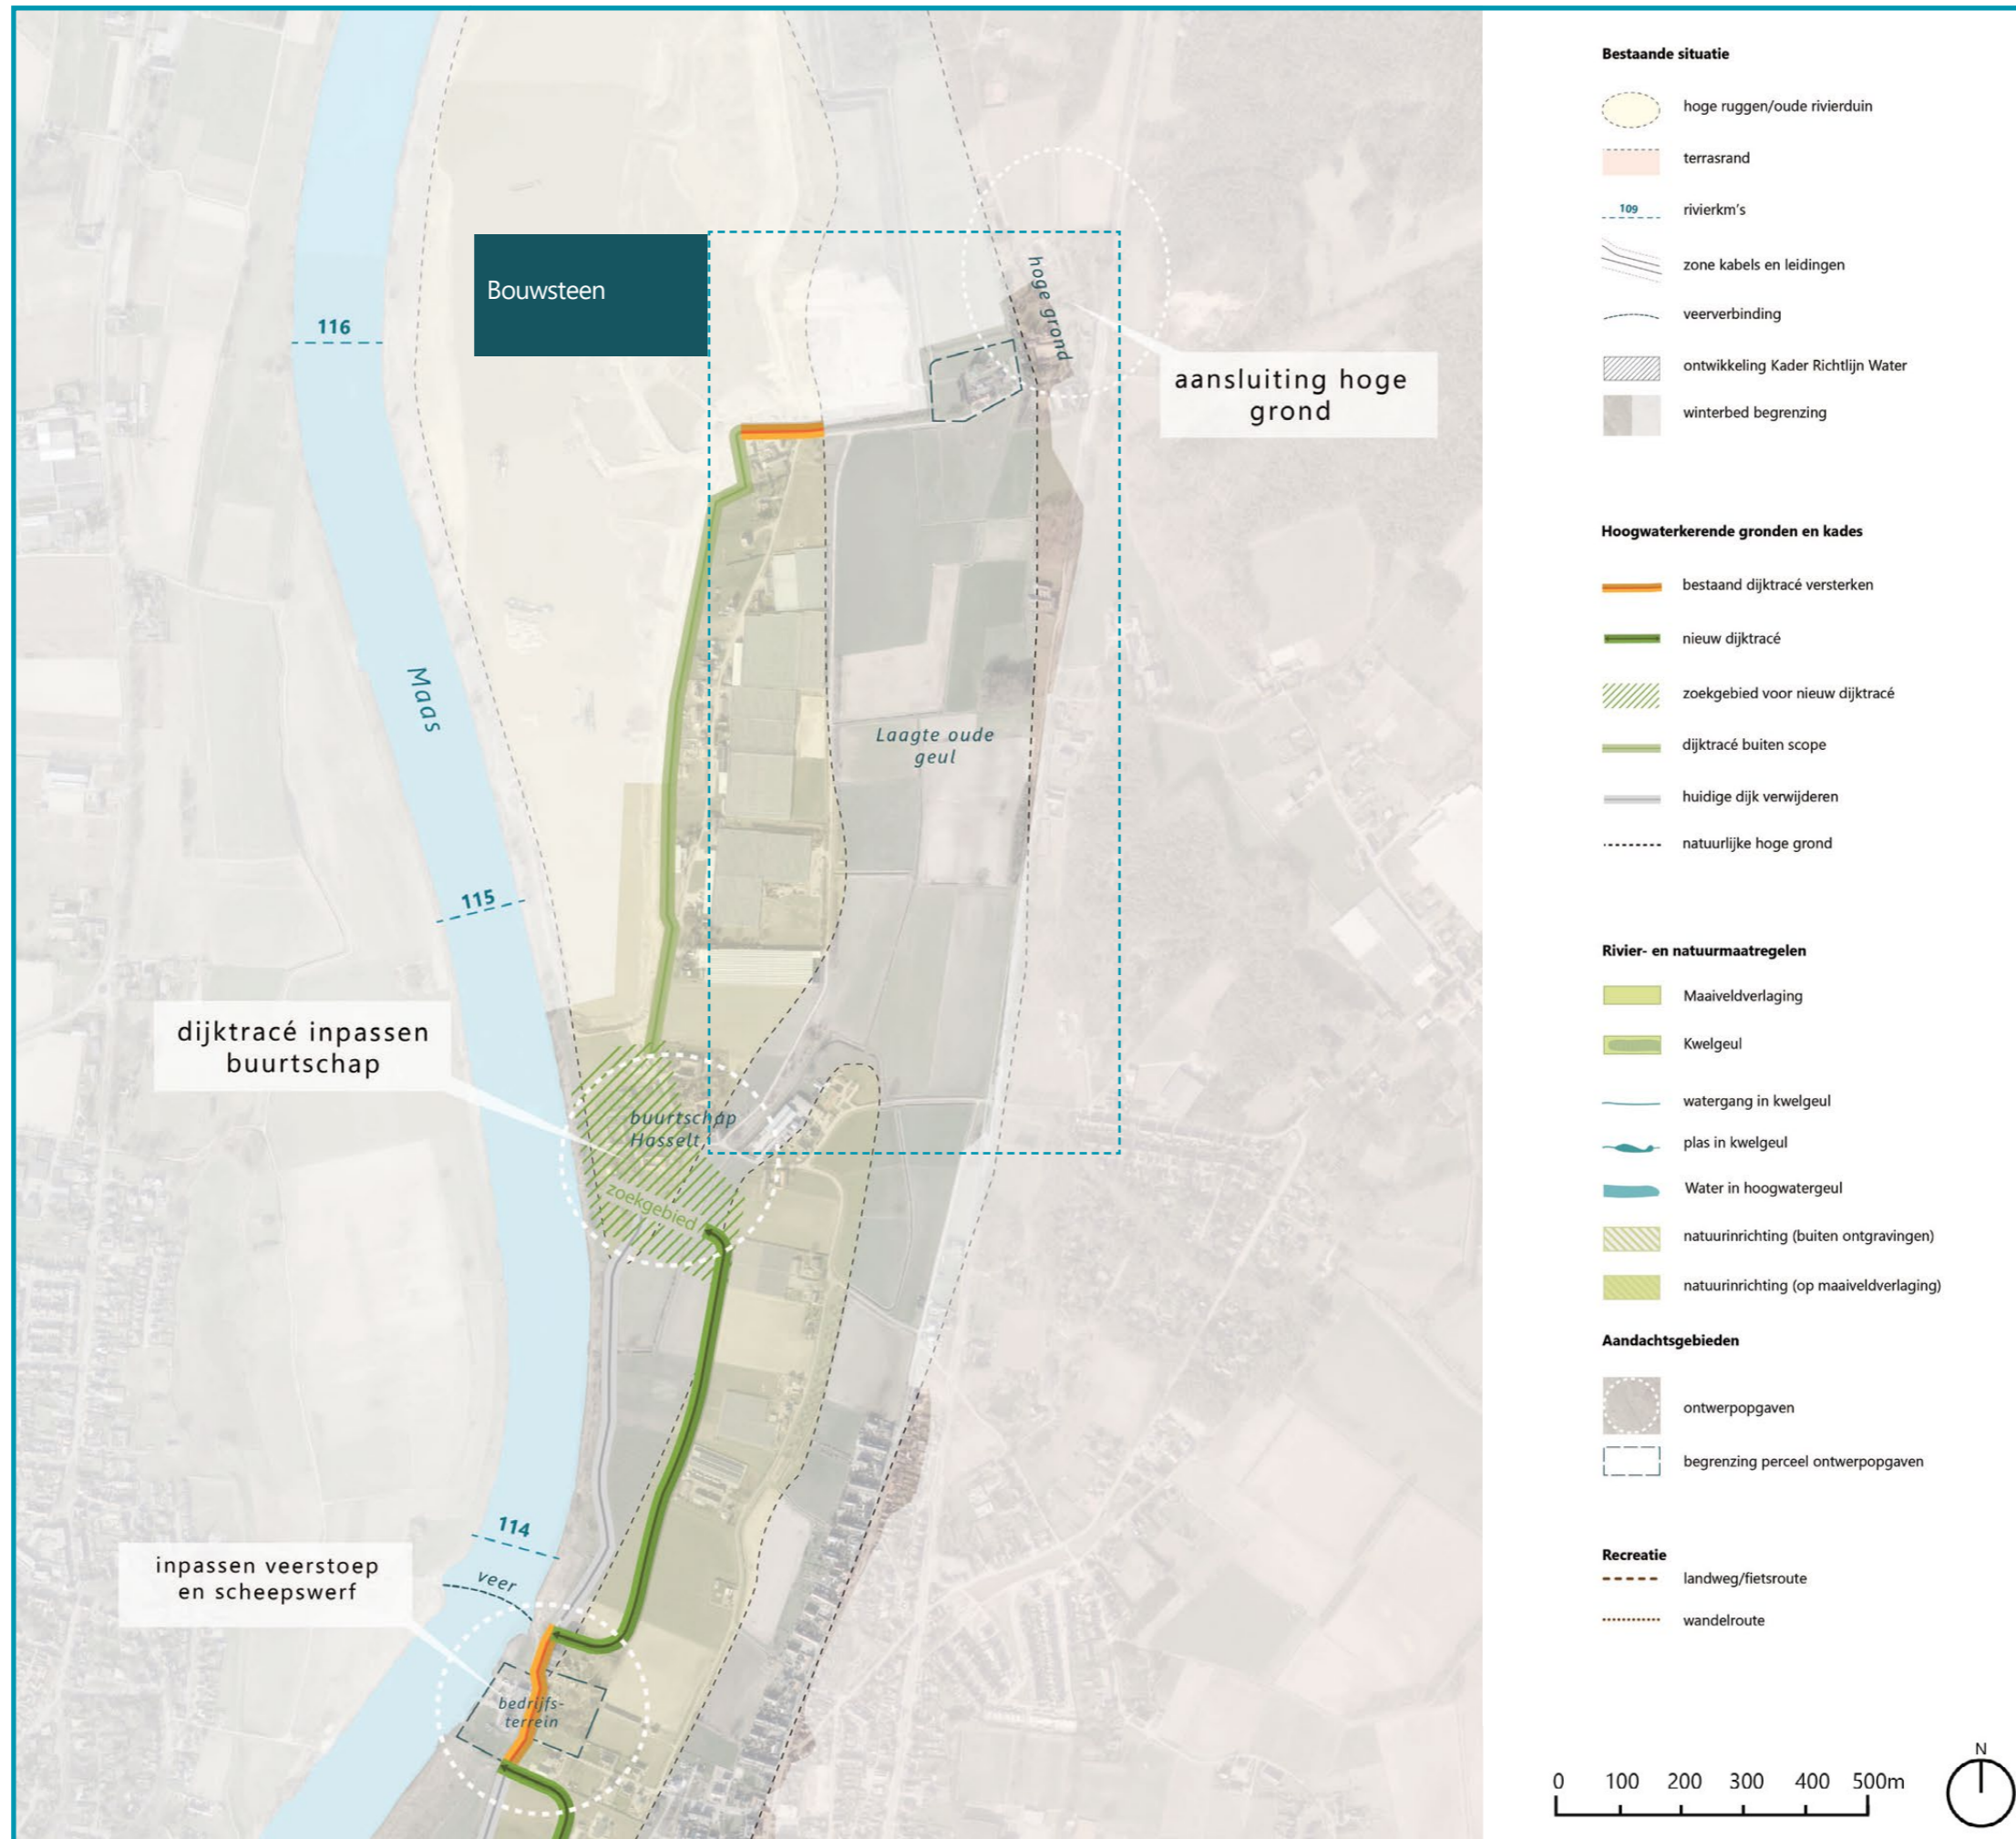 Bouwsteen
116
hoge grond
aansluiting hoge
grond
Maas
Laagte oude
geul
115
dijktracé inpassen
buurtschap
buurtschap
Hasselt
zoekgebied
114
veer
inpassen veerstoep
en scheepswerf
bedrijfs-
terrein
Bestaande situatie
hoge ruggen/oude rivierduin
terrasrand
109
rivierkm's
zone kabels en leidingen
veerverbinding
ontwikkeling Kader Richtlijn Water
winterbed begrenzing
Hoogwaterkerende gronden en kades
bestaand dijktracé versterken
nieuw dijktracé
zoekgebied voor nieuw dijktracé
dijktracé buiten scope
huidige dijk verwijderen
natuurlijke hoge grond
Rivier- en natuurmaatregelen
Maaiveldverlaging
Kwelgeul
watergang in kwelgeul
plas in kwelgeul
Water in hoogwatergeul
natuurinrichting (buiten ontgravingen)
natuurinrichting (op maaiveldverlaging)
Aandachtsgebieden
ontwerpopgaven
begrenzing perceel ontwerpopgaven
Recreatie
landweg/fietsroute
wandelroute
0 100 200 300 400 500m
N